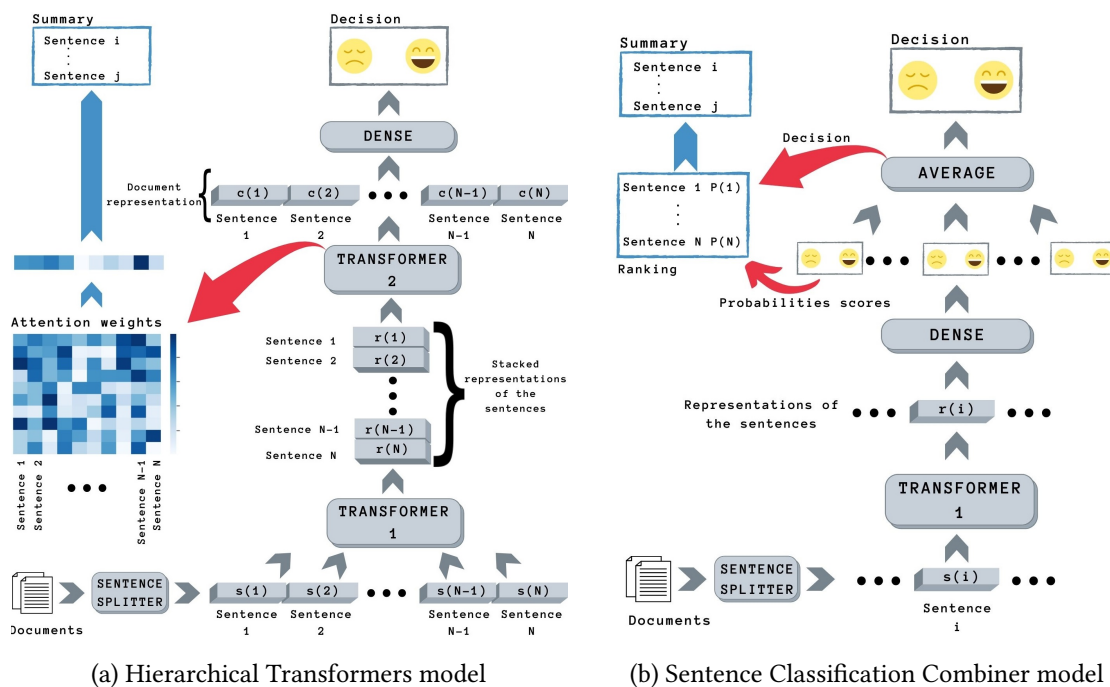 Summary
Sentence i
Sentence j
Decision
DENSE
Document
representation
c(1) c(2) c(N-1) c(N)
Sentence Sentence Sentence Sentence
1 2 N-1 N
TRANSFORMER
2
Attention weights
Sentence 1 r(1)
Sentence 2 r(2)
Stacked
representations
of the
sentences
Sentence N-1 r(N-1)
Sentence N r(N)
Sentence 1
Sentence 2
Sentence N-1
Sentence N
TRANSFORMER
1
SENTENCE
SPLITTER
s(1) s(2) s(N-1) s(N)
Documents
Sentence Sentence Sentence Sentence
1 2 N-1 N
(a) Hierarchical Transformers model
Summary
Sentence i
Sentence j
Decision
Decision
AVERAGE
Sentence 1 P(1)
Sentence N P(N)
Ranking
Probabilities scores
DENSE
Representations of
the sentences
r(i)
TRANSFORMER
1
SENTENCE
SPLITTER
s(i)
Documents
Sentence
i
(b) Sentence Classification Combiner model